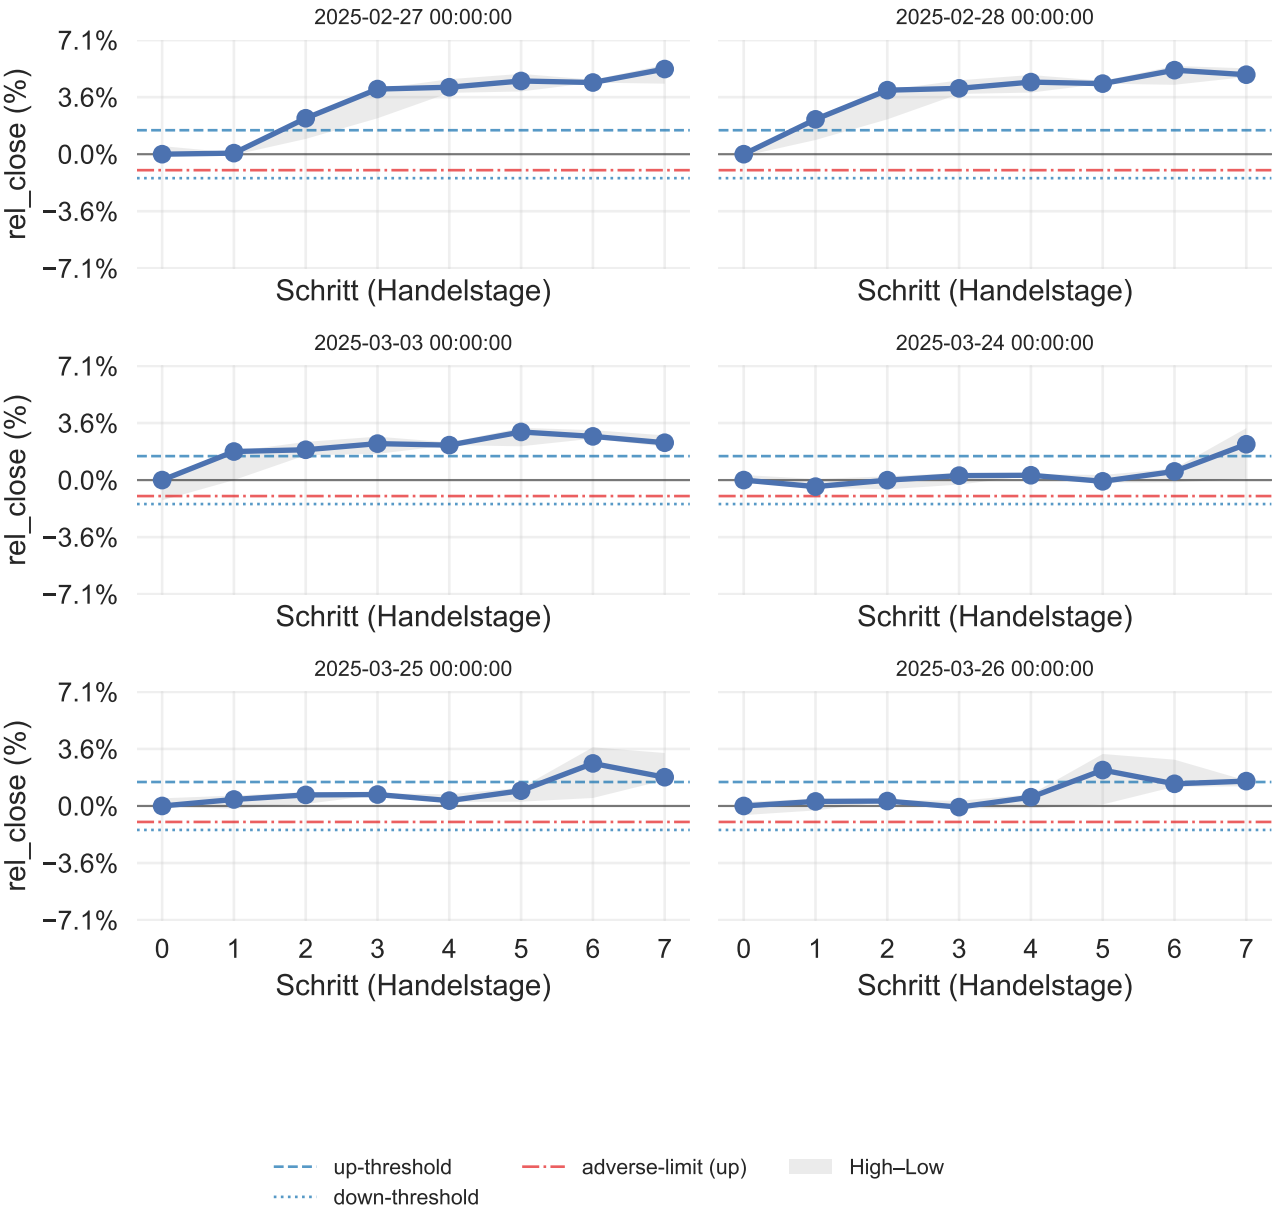 2025-02-27 00:00:00
2025-02-28 00:00:00
7.1%
3.6%
0.0%
−3.6%
−7.1%
rel_close (%)
Schritt (Handelstage)
Schritt (Handelstage)
2025-03-03 00:00:00
2025-03-24 00:00:00
7.1%
3.6%
0.0%
−3.6%
−7.1%
rel_close (%)
Schritt (Handelstage)
Schritt (Handelstage)
2025-03-25 00:00:00
2025-03-26 00:00:00
7.1%
3.6%
0.0%
−3.6%
−7.1%
rel_close (%)
0 1 2 3 4 5 6 7
0 1 2 3 4 5 6 7
Schritt (Handelstage)
Schritt (Handelstage)
up-threshold
down-threshold
adverse-limit (up)
High–Low